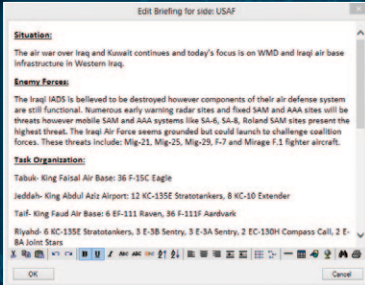 Edit Briefing for side: USAF
Situation:
The air war over Iraq and Kuwait continues and today's focus is on WMD and Iraqi air base
infrastructure in Western Iraq.
Enemy Forces:
The Iraqi IADS is believed to be destroyed however components of their air defense system
are still functional. Numerous early warning radar sites and fixed SAM and AAA sites will be
threats however mobile SAM and AAA systems like SA-6, SA-8, Roland SAM sites present the
highest threat. The Iraqi Air Force seems grounded but could launch to challenge coalition
forces. These threats include: Mig-21, Mig-25, Mig-29, F-7 and Mirage F.1 fighter aircraft.
Task Organization:
Tabuk- King Faisal Air Base: 36 F-15C Eagle
Jeddah- King Abdul Aziz Airport: 12 KC-135E Stratotankers, 8 KC-10 Extender
Taif- King Faud Air Base: 6 EF-111 Raven, 36 F-111F Aardvark
Riyahd- 6 KC-135E Stratotankers, 3 E-3B Sentry, 3 E-3A Sentry, 2 EC-130H Compass Call, 2 E-
8A Joint Stars
B U I
OK Cancel